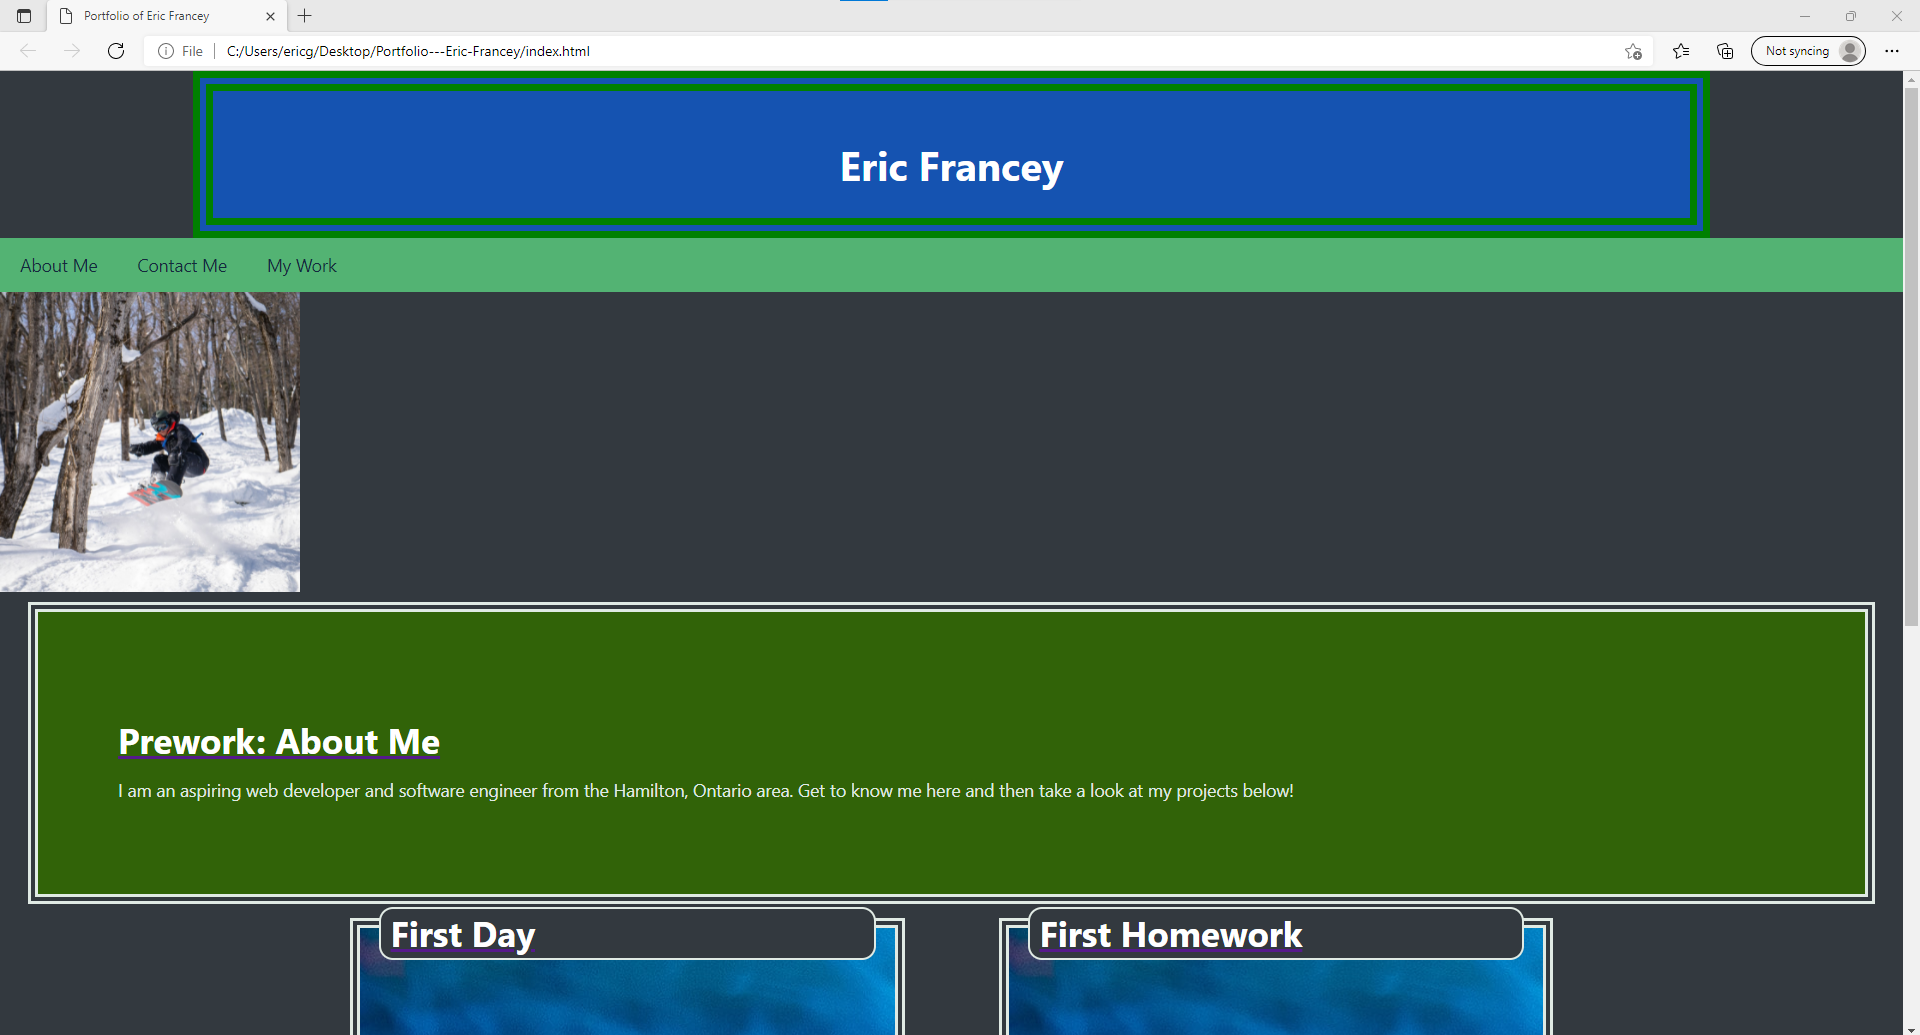 Portfolio of Eric Francey
File
C:/Users/ericg/Desktop/Portfolio---Eric-Francey/index.html
Not syncing
Eric Francey
About Me
Contact Me
My Work
Prework: About Me
I am an aspiring web developer and software engineer from the Hamilton, Ontario area. Get to know me here and then take a look at my projects below!
First Day
First Homework